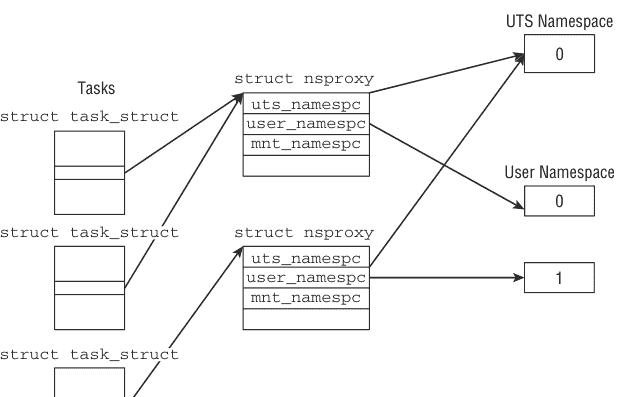 UTS Namespace
0
struct nsproxy
Tasks
uts_namespc
struct task_struct
user_namespc
mnt_namespc
User Namespace
0
struct task_struct
struct nsproxy
uts_namespc
user_namespc
1
mnt_namespc
struct task_struct